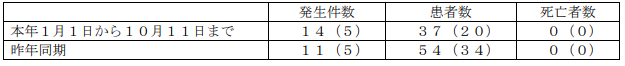 発生件数 患者数 死亡者数
本年１月１日から１０月１１日まで １４（５） ３７（２０） ０（０）
昨年同期 １１（５） ５４（３４） ０（０）